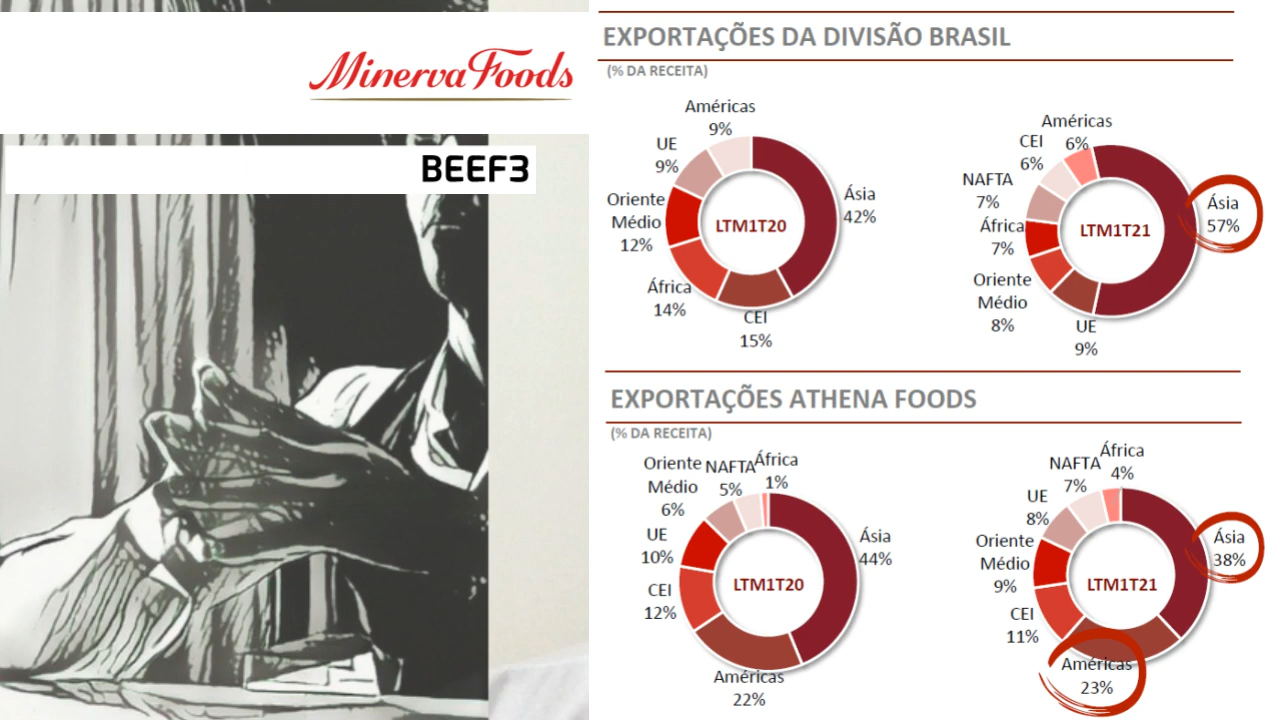 Minerva Foods
BEEF3
EXPORTAÇÕES DA DIVISÃO BRASIL
(% DA RECEITA)
Américas
9%
UE
9%
Oriente
Médio
12%
África
14%
CEI
15%
Ásia
42%
LTM1T20
Américas
6%
CEI
6%
NAFTA
7%
África
7%
Oriente
Médio
8%
UE
9%
Ásia
57%
LTM1T21
EXPORTAÇÕES ATHENA FOODS
(% DA RECEITA)
Oriente
Médio
6%
NAFTA
5%
África
1%
UE
10%
CEI
12%
Américas
22%
Ásia
44%
LTM1T20
África
4%
NAFTA
7%
UE
8%
Oriente
Médio
9%
CEI
11%
Américas
23%
Ásia
38%
LTM1T21